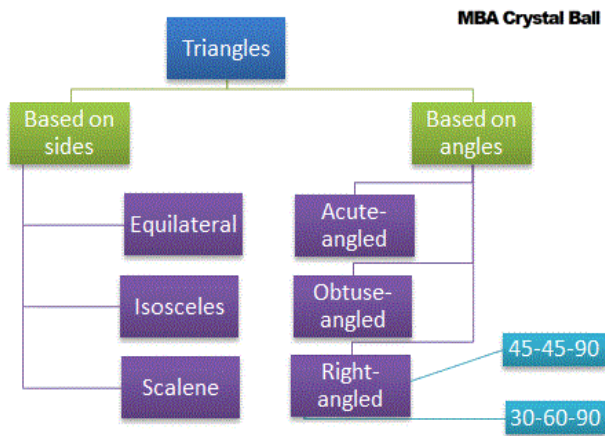 MBA Crystal Ball
Triangles
Based on
sides
Based on
angles
Equilateral
Isosceles
Scalene
Acute-
angled
Obtuse-
angled
Right-
angled
45-45-90
30-60-90